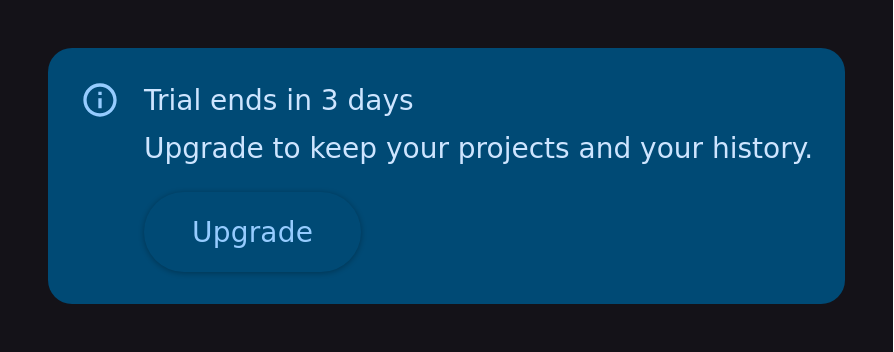 Trial ends in 3 days
Upgrade to keep your projects and your history.
Upgrade